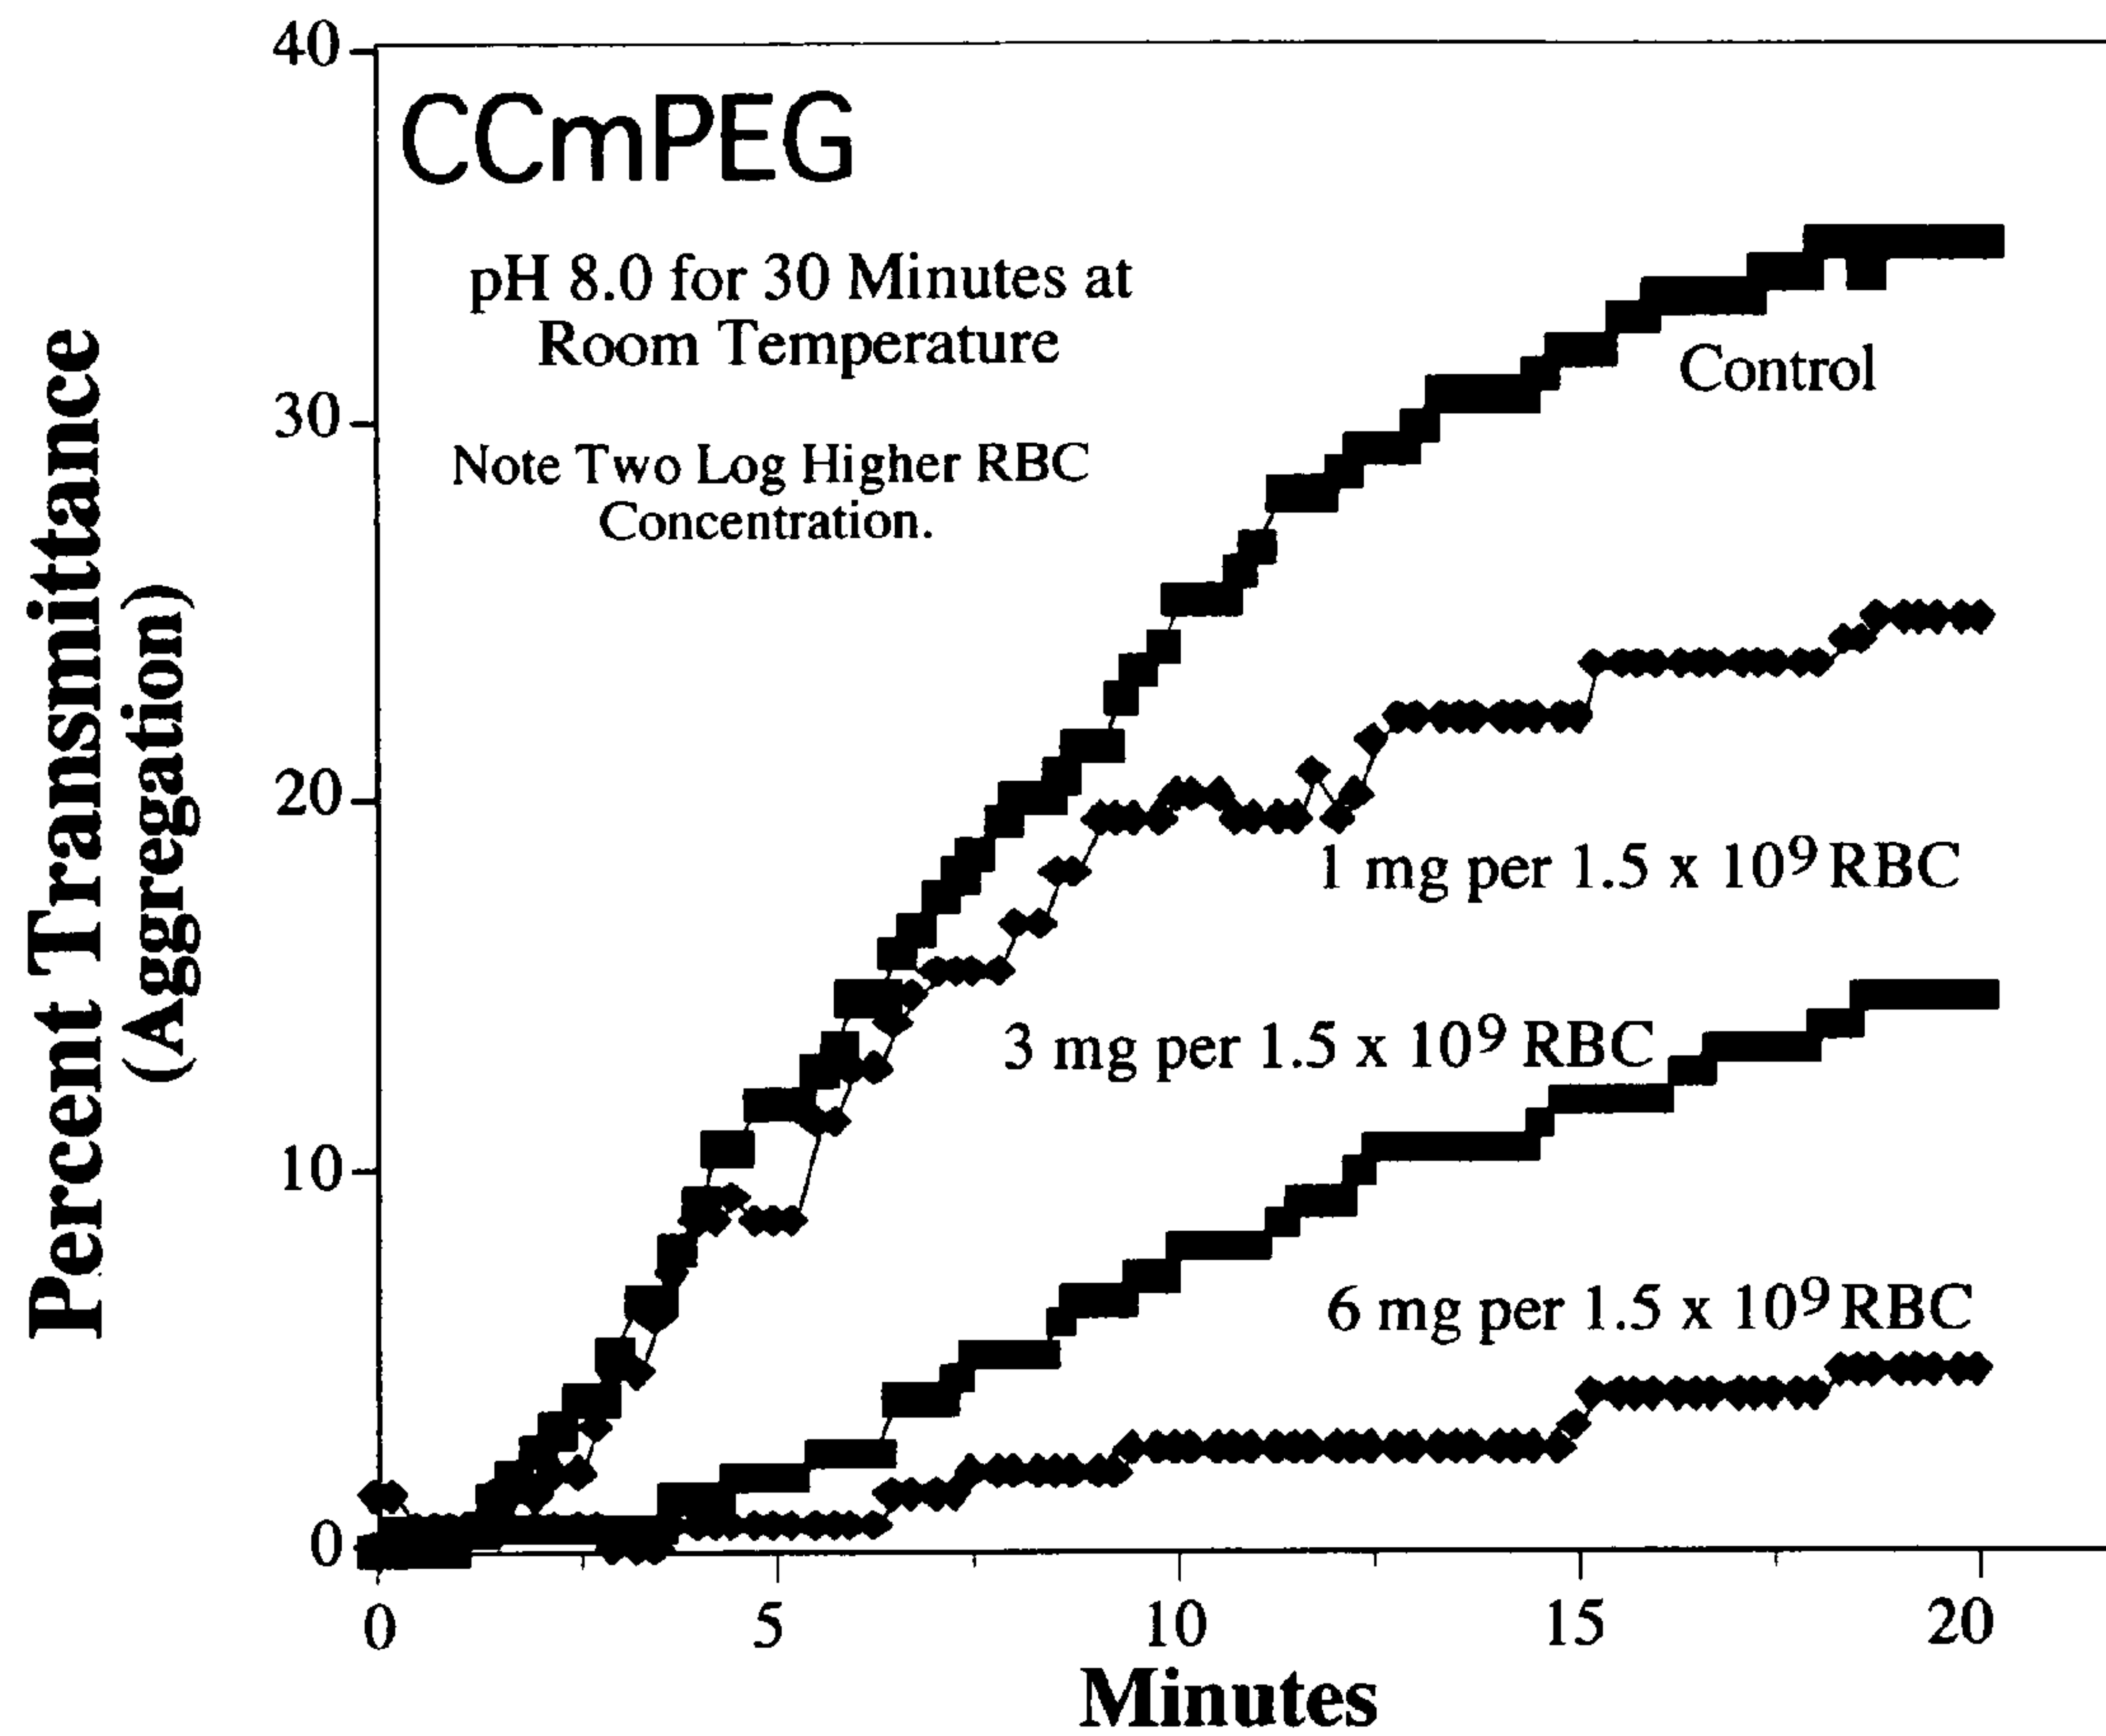 40
CCmPEG
pH 8.0 for 30 Minutes at
Room Temperature
Control
30
Note Two Log Higher RBC
Concentration.
20
1 mg per 1.5 x 10⁹ RBC
3 mg per 1.5 x 10⁹ RBC
10
6 mg per 1.5 x 10⁹ RBC
0
0 5 10 15 20
Minutes
Percent Transmittance
(Aggregation)